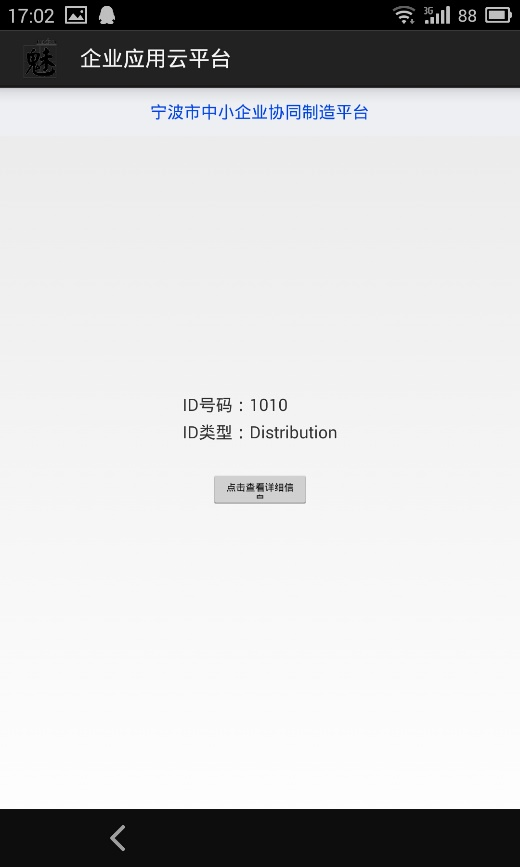 17:02 3G 88
魅 企业应用云平台
宁波市中小企业协同制造平台
ID号码：1010
ID类型：Distribution
点击查看详细信